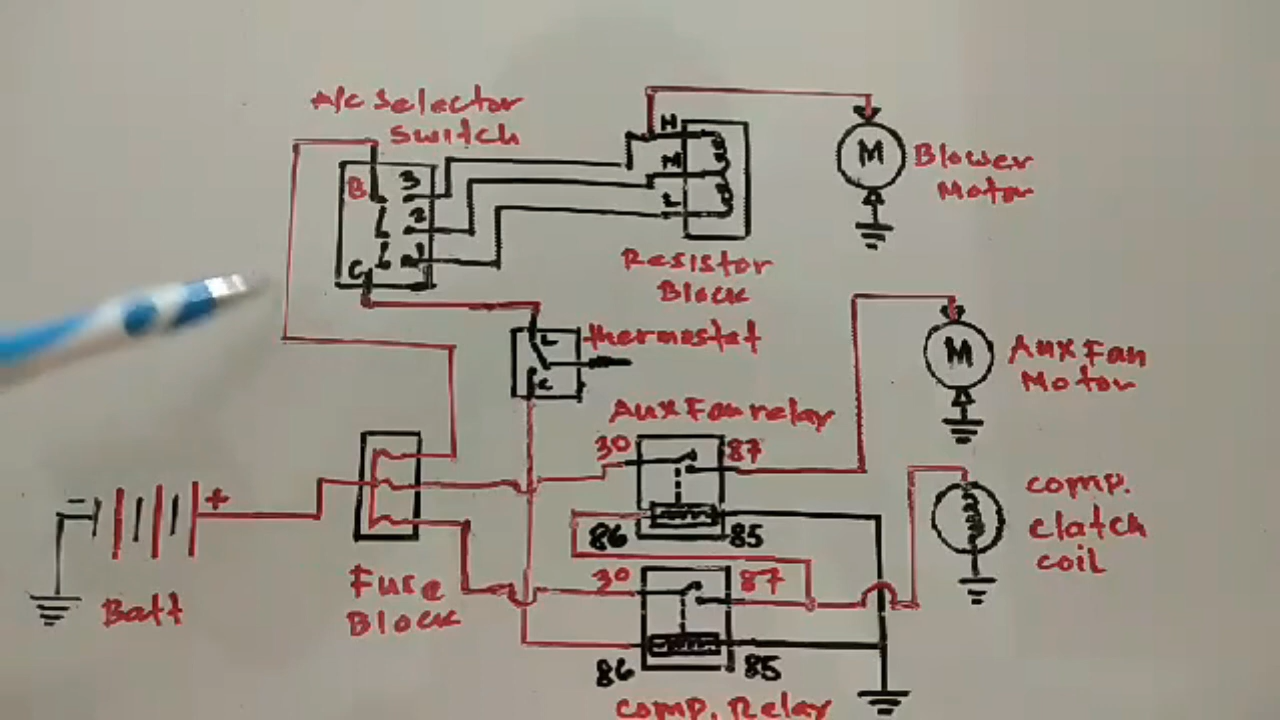 A/c Selector
Switch
B
3
2
1
C
H
M
L
M
Blower
Motor
Resistor
Block
L
C
thermostat
M
Aux Fan
Motor
Aux Fan relay
30
87
86
85
- +
Batt
Fuse
Block
comp.
clatch
coil
30
87
86
85
comp. Relay